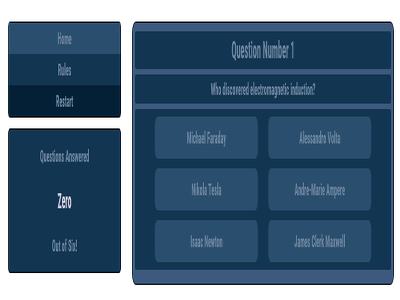 Home
Rules
Restart
Questions Answered
Zero
Out of Six!
Question Number 1
Who discovered electromagnetic induction?
Michael Faraday
Alessandro Volta
Nikola Tesla
Andre-Marie Ampere
Isaac Newton
James Clerk Maxwell